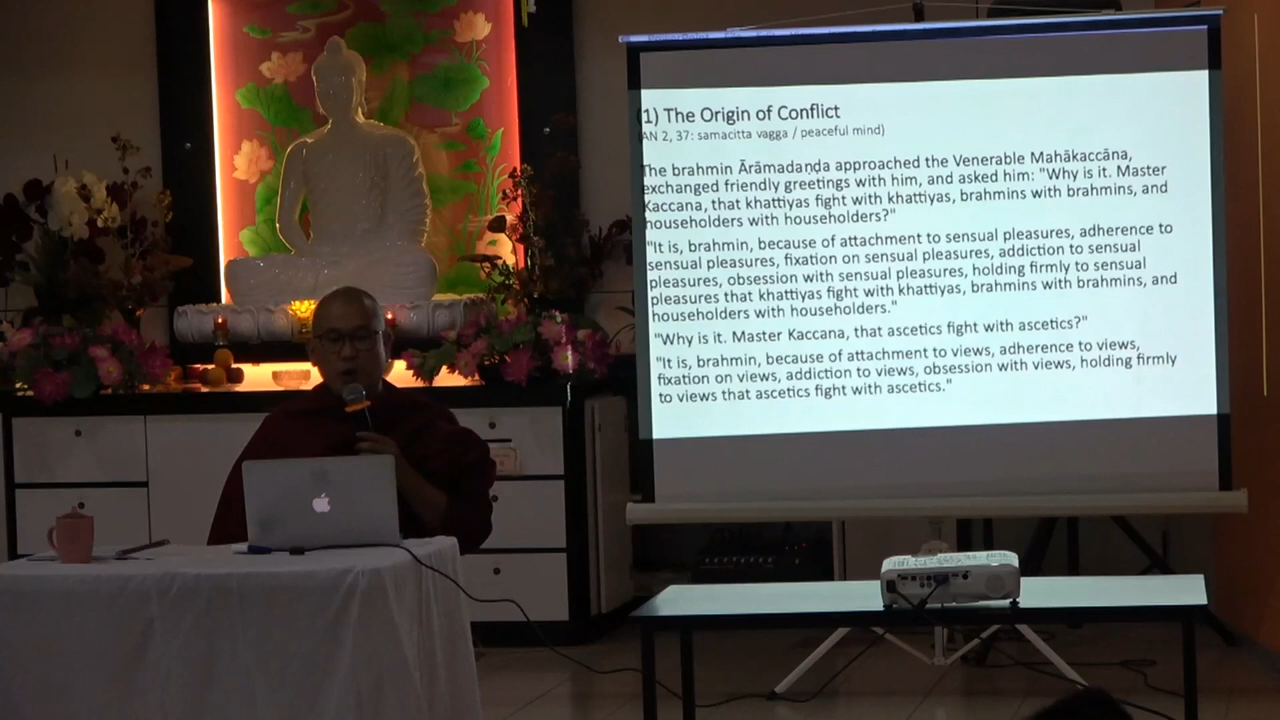 (1) The Origin of Conflict
(AN 2, 37: samacitta vagga / peaceful mind)
The brahmin Ārāmadaṇda approached the Venerable Mahākaccāna,
exchanged friendly greetings with him, and asked him: "Why is it. Master
Kaccana, that khattiyas fight with khattiyas, brahmins with brahmins, and
householders with householders?"
"It is, brahmin, because of attachment to sensual pleasures, adherence to
sensual pleasures, fixation on sensual pleasures, addiction to sensual
pleasures, obsession with sensual pleasures, holding firmly to sensual
pleasures that khattiyas fight with khattiyas, brahmins with brahmins, and
householders with householders."
"Why is it. Master Kaccana, that ascetics fight with ascetics?"
"It is, brahmin, because of attachment to views, adherence to views,
fixation on views, addiction to views, obsession with views, holding firmly
to views that ascetics fight with ascetics."